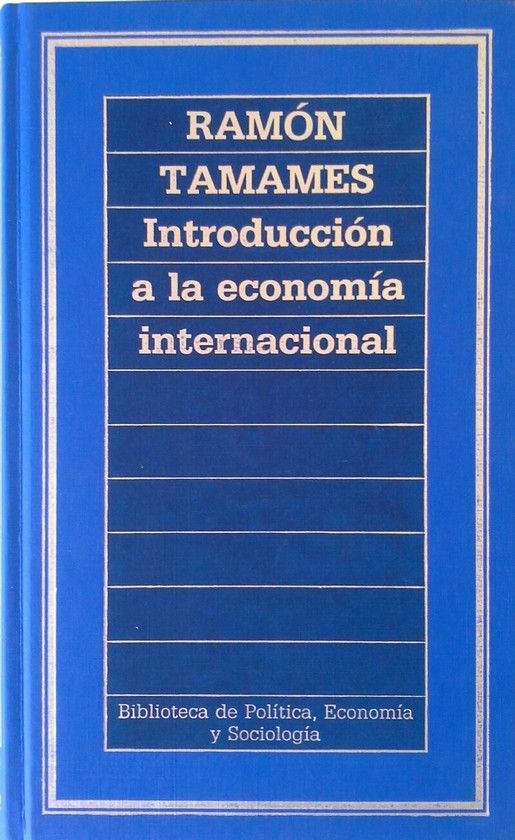 RAMÓN
TAMAMES
Introducción
a la economía
internacional
Biblioteca de Política, Economía
y Sociología